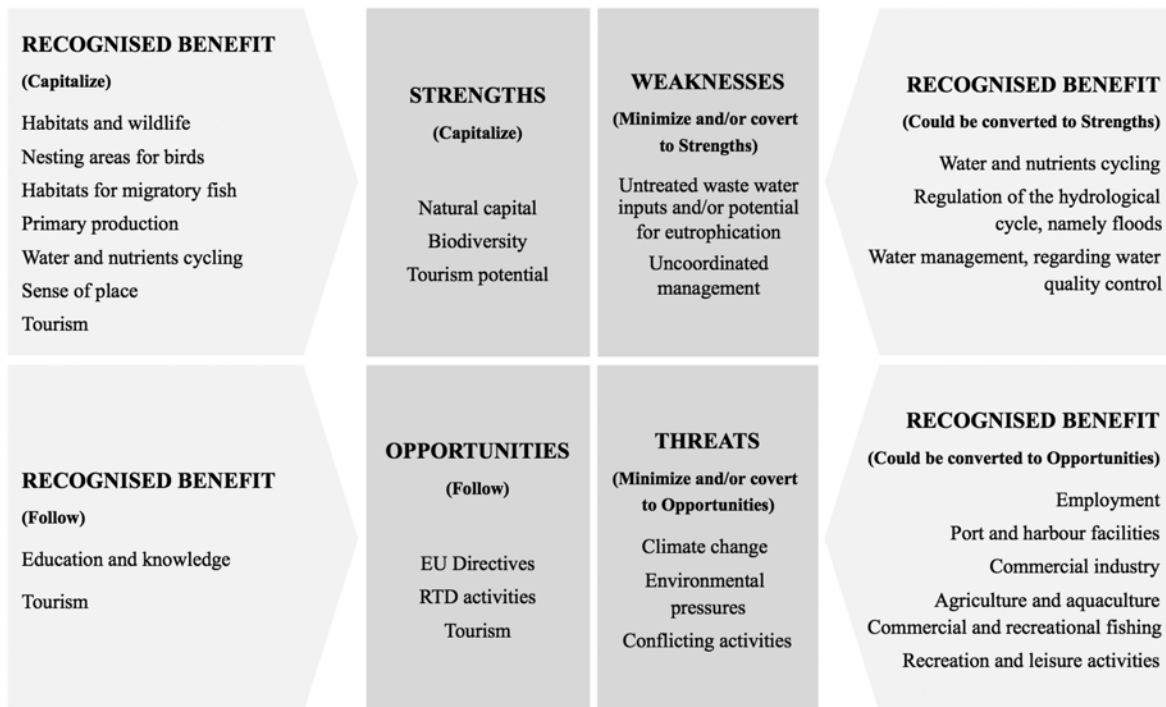 RECOGNISED BENEFIT
(Capitalize)
Habitats and wildlife
Nesting areas for birds
Habitats for migratory fish
Primary production
Water and nutrients cycling
Sense of place
Tourism
STRENGTHS
(Capitalize)
Natural capital
Biodiversity
Tourism potential
WEAKNESSES
(Minimize and/or covert
to Strengths)
Untreated waste water
inputs and/or potential
for eutrophication
Uncoordinated
management
RECOGNISED BENEFIT
(Could be converted to Strengths)
Water and nutrients cycling
Regulation of the hydrological
cycle, namely floods
Water management, regarding water
quality control
RECOGNISED BENEFIT
(Follow)
Education and knowledge
Tourism
OPPORTUNITIES
(Follow)
EU Directives
RTD activities
Tourism
THREATS
(Minimize and/or covert
to Opportunities)
Climate change
Environmental
pressures
Conflicting activities
RECOGNISED BENEFIT
(Could be converted to Opportunities)
Employment
Port and harbour facilities
Commercial industry
Agriculture and aquaculture
Commercial and recreational fishing
Recreation and leisure activities